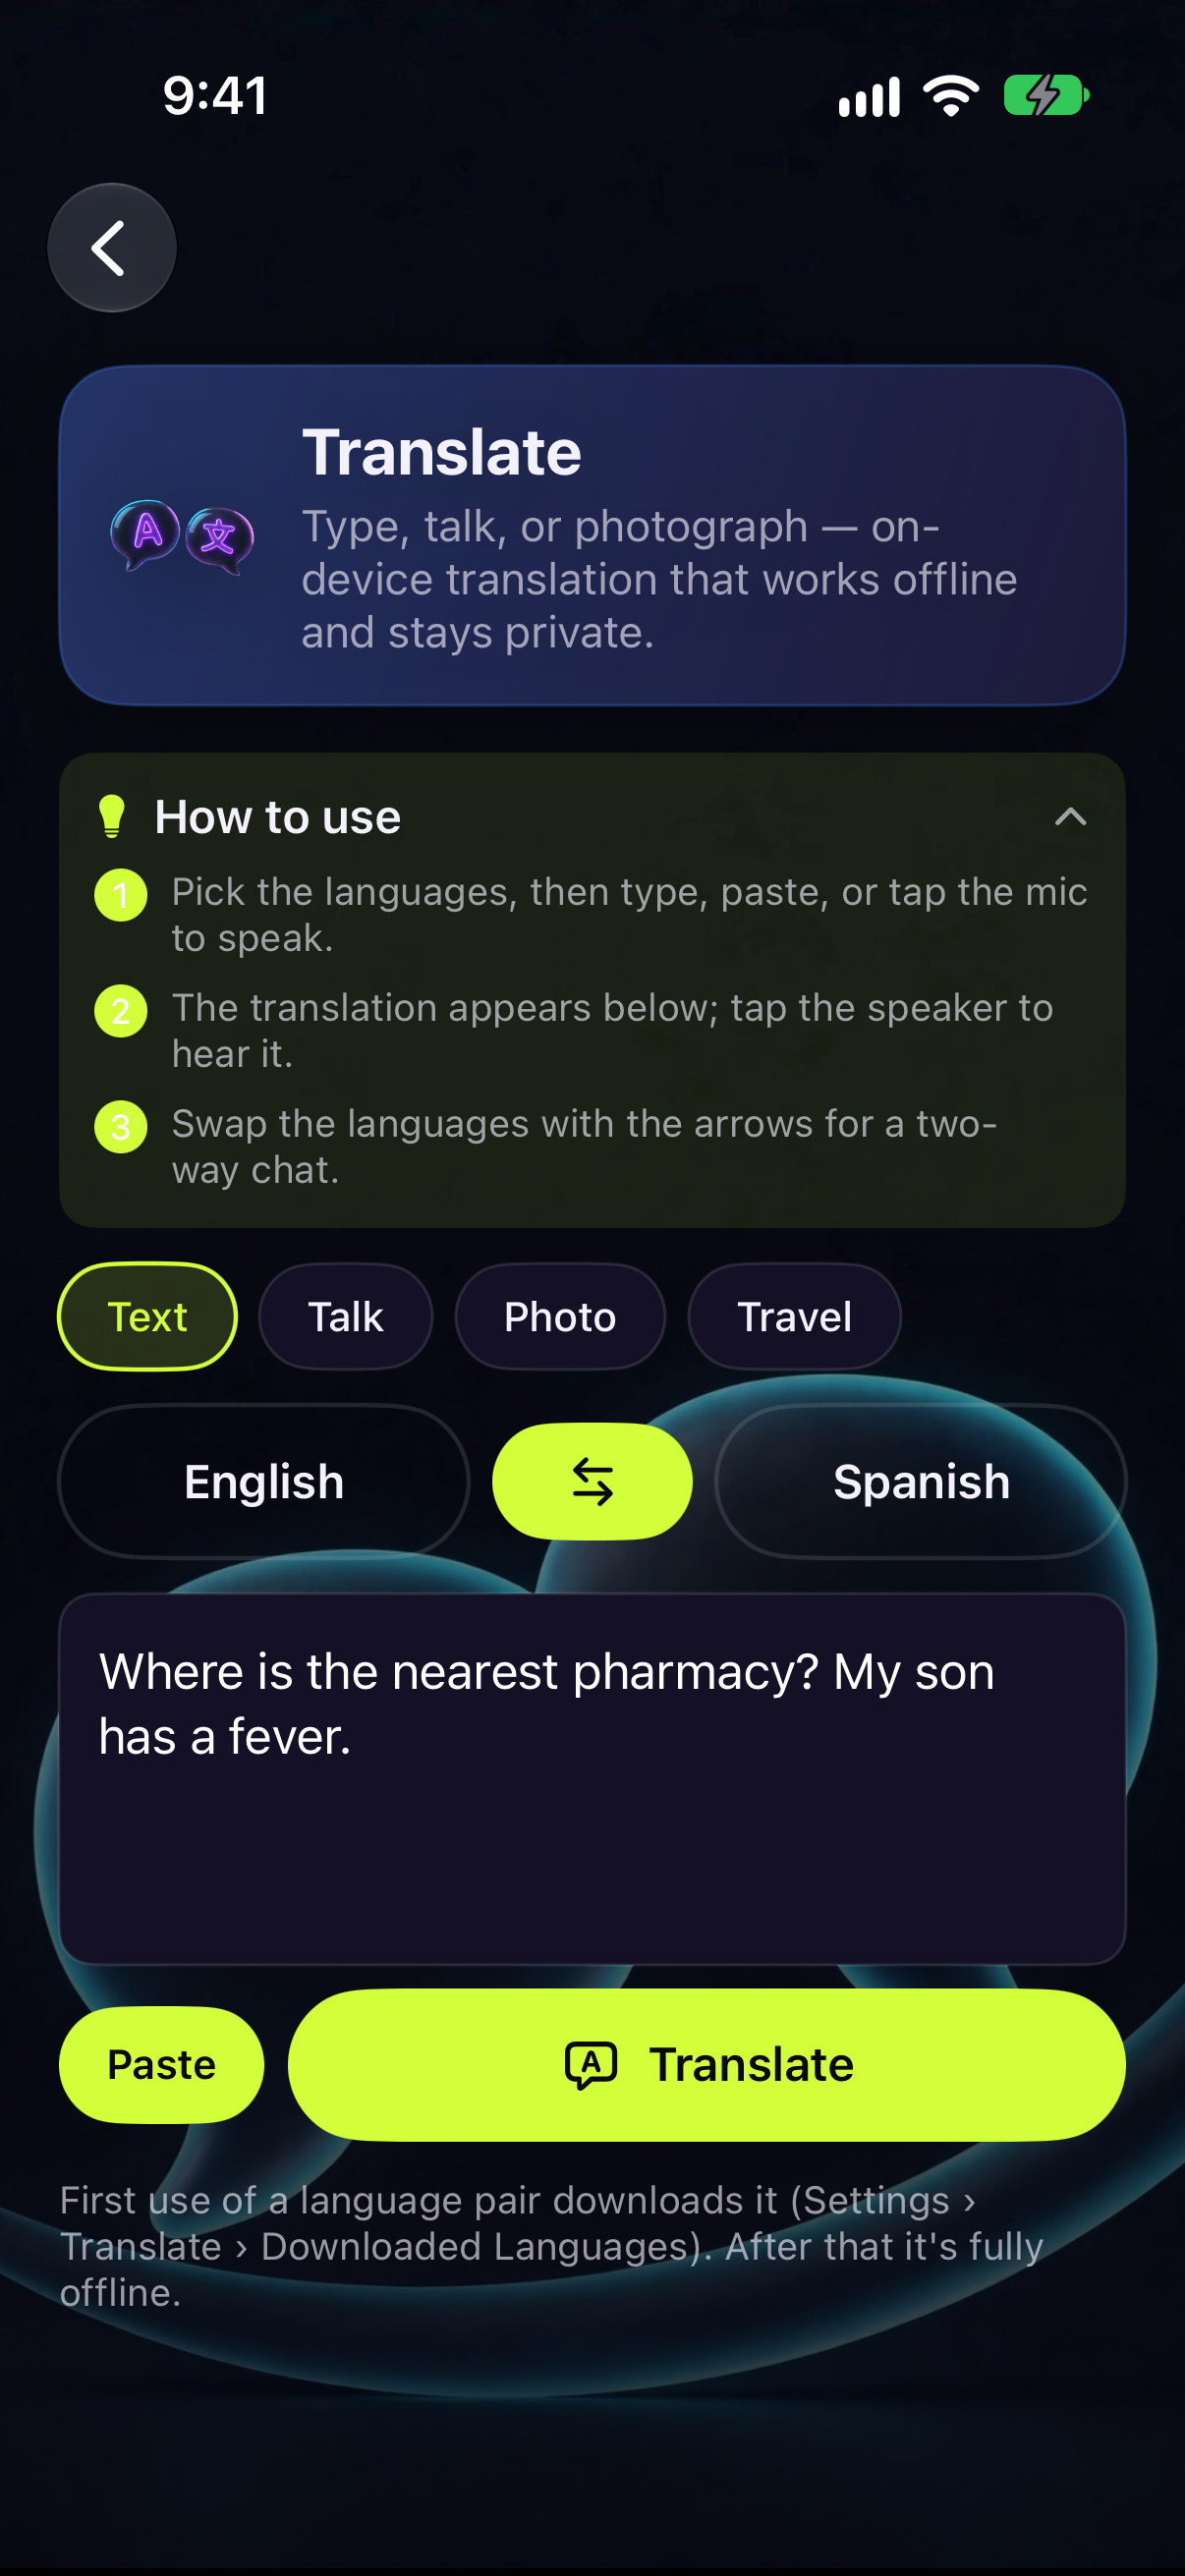 9:41
A 文
Translate
Type, talk, or photograph — on-
device translation that works offline
and stays private.
How to use
1 Pick the languages, then type, paste, or tap the mic
to speak.
2 The translation appears below; tap the speaker to
hear it.
3 Swap the languages with the arrows for a two-
way chat.
Text Talk Photo Travel
English Spanish
Where is the nearest pharmacy? My son
has a fever.
Paste A Translate
First use of a language pair downloads it (Settings ›
Translate › Downloaded Languages). After that it's fully
offline.